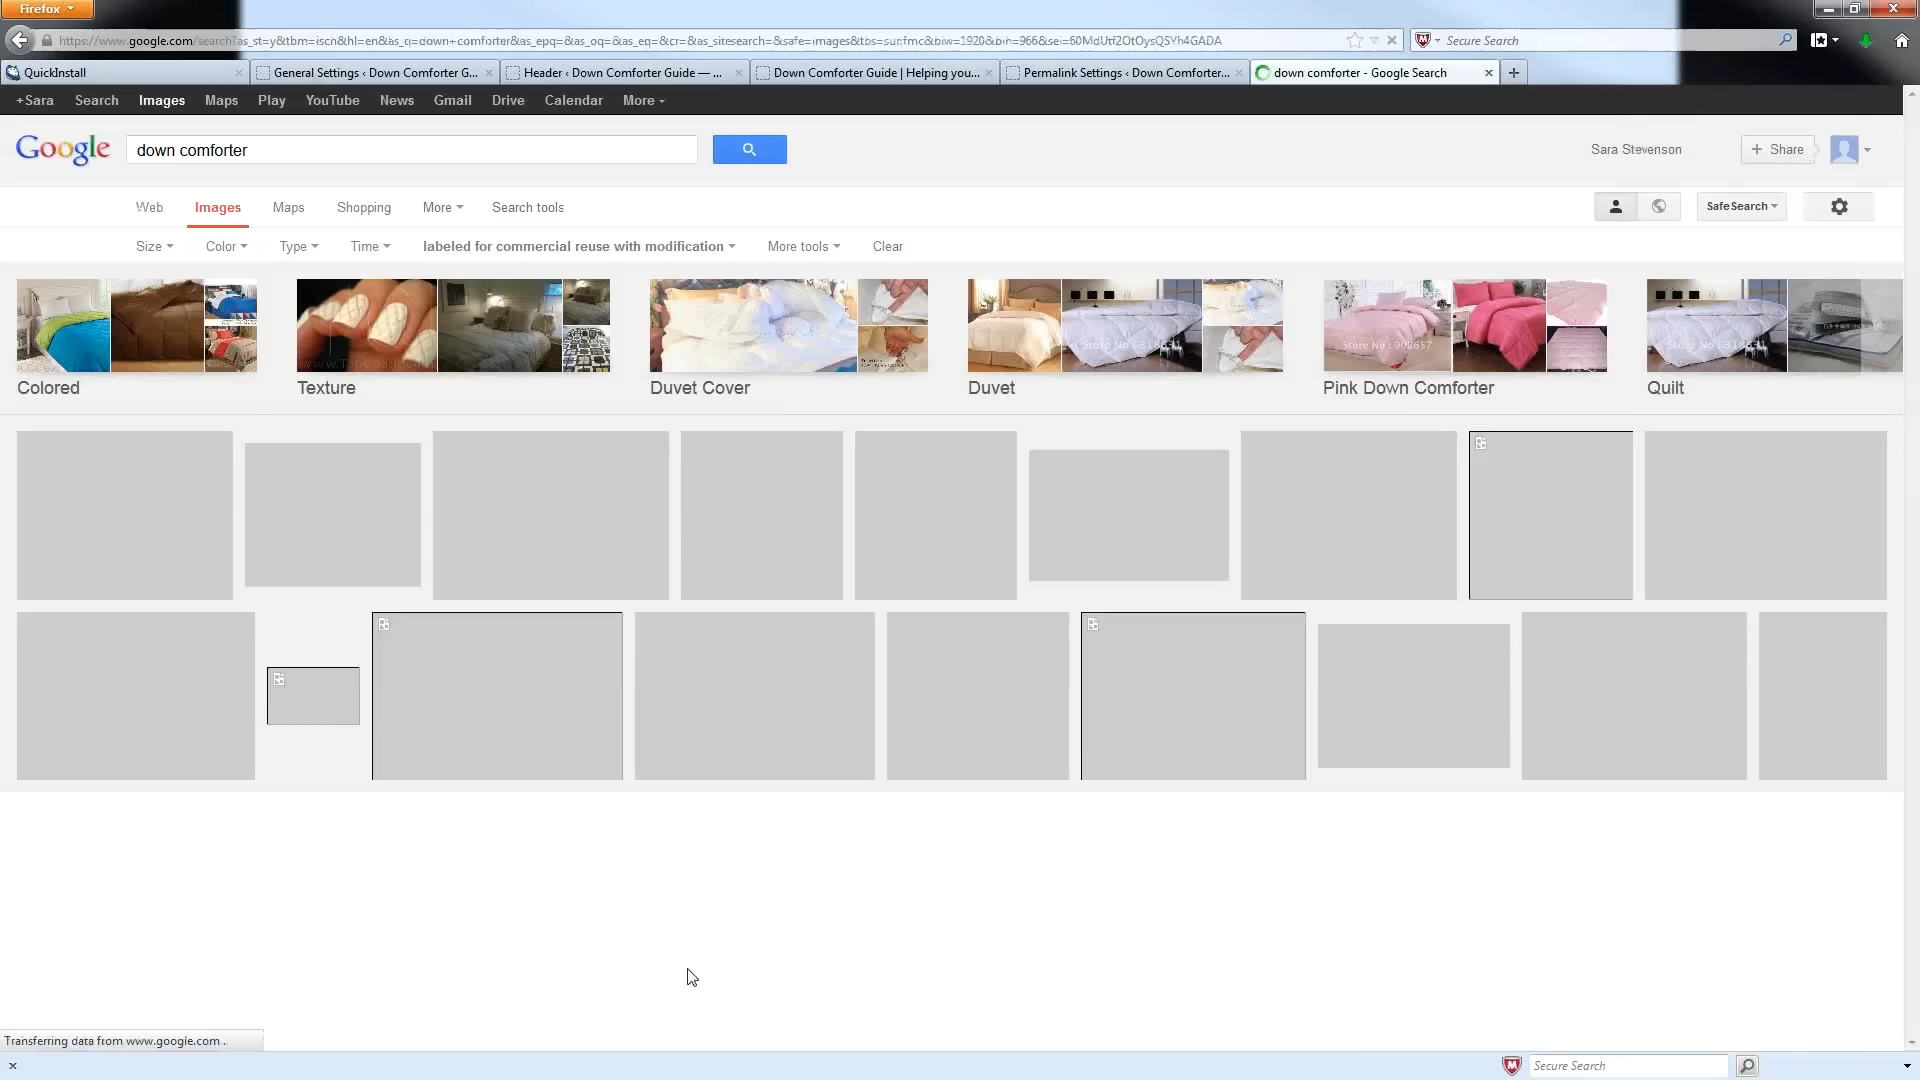 Firefox
https://www.google.com/search?as_st=y&tbm=isch&hl=en&as_q=down+comforter&as_epq=&as_oq=&as_eq=&cr=&as_sitesearch=&safe=images&tbs=sur:fmc&biw=1920&bih=966&sei=60MdUtf2OtOysQSYh4GADA
Secure Search
QuickInstall
General Settings ‹ Down Comforter G...
Header ‹ Down Comforter Guide — ...
Down Comforter Guide | Helping you...
Permalink Settings ‹ Down Comforter...
down comforter - Google Search
+Sara Search Images Maps Play YouTube News Gmail Drive Calendar More
Google
down comforter
Sara Stevenson
+ Share
Web Images Maps Shopping More Search tools
SafeSearch
Size Color Type Time labeled for commercial reuse with modification More tools Clear
Store No : 908657
Colored
Texture
Duvet Cover
Duvet
Pink Down Comforter
Quilt
Transferring data from www.google.com...
Secure Search